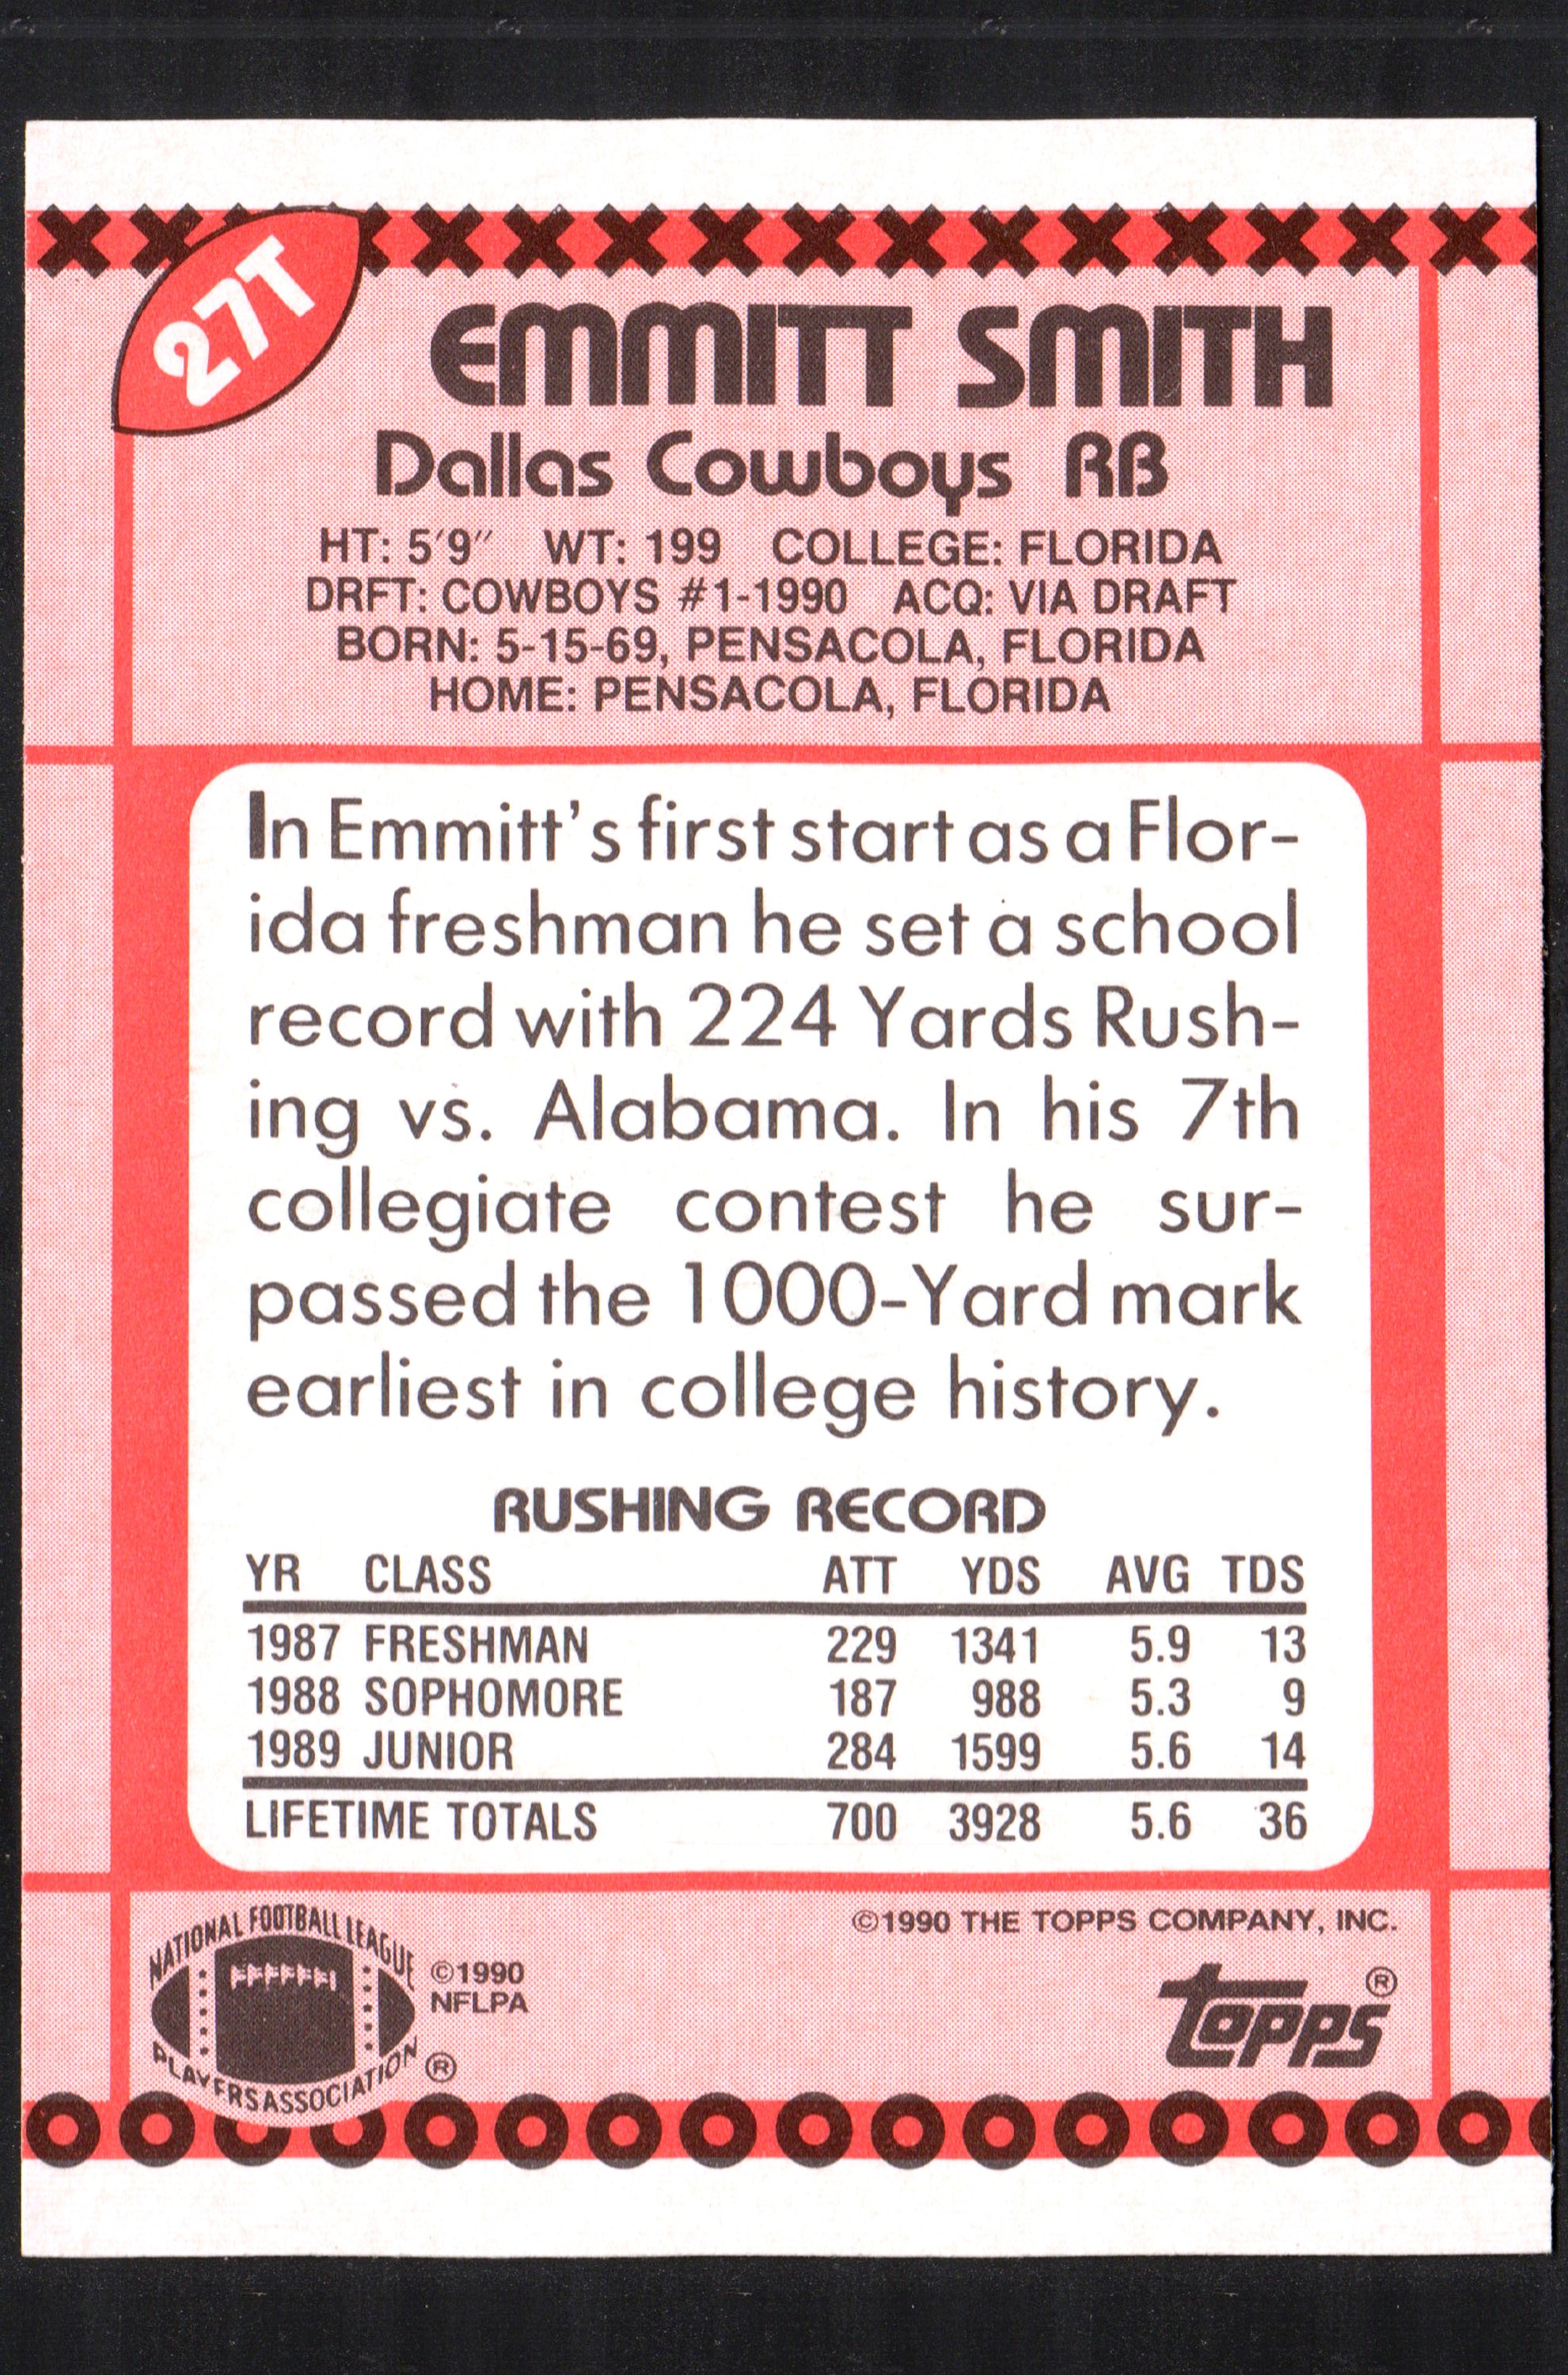 27T
EMMITT SMITH
Dallas Cowboys RB
HT: 5'9" WT: 199 COLLEGE: FLORIDA
DRFT: COWBOYS #1-1990 ACQ: VIA DRAFT
BORN: 5-15-69, PENSACOLA, FLORIDA
HOME: PENSACOLA, FLORIDA
In Emmitt's first start as a Flor-
ida freshman he set a school
record with 224 Yards Rush-
ing vs. Alabama. In his 7th
collegiate contest he sur-
passed the 1000-Yard mark
earliest in college history.
RUSHING RECORD
YR CLASS ATT YDS AVG TDS
1987 FRESHMAN 229 1341 5.9 13
1988 SOPHOMORE 187 988 5.3 9
1989 JUNIOR 284 1599 5.6 14
LIFETIME TOTALS 700 3928 5.6 36
NATIONAL FOOTBALL LEAGUE
PLAYERS ASSOCIATION ®
©1990
NFLPA
©1990 THE TOPPS COMPANY, INC.
topps®